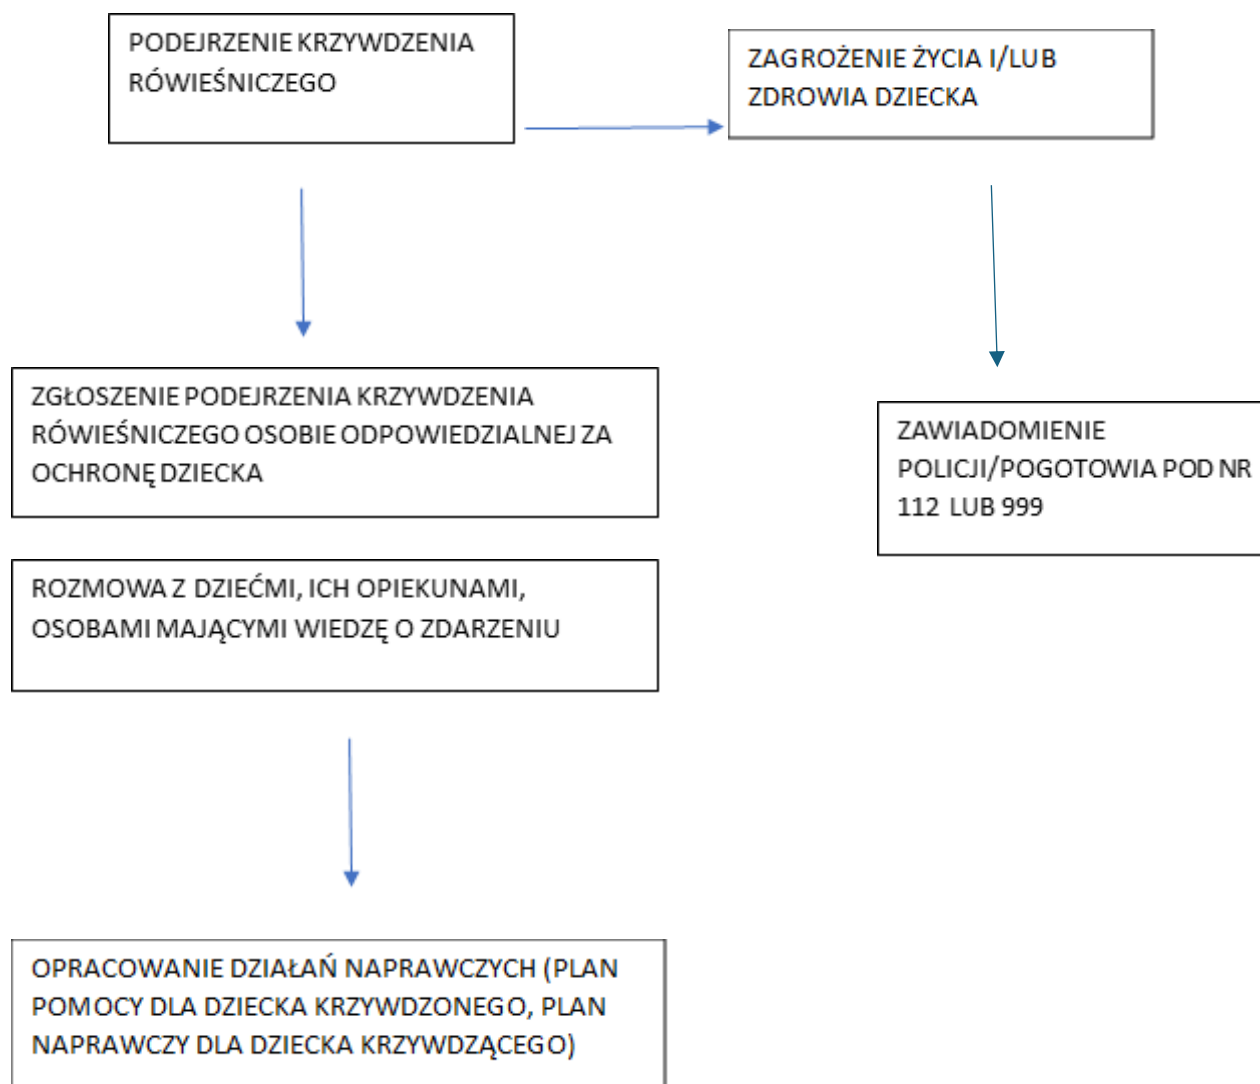 PODEJRZENIE KRZYWDZENIA
RÓWIEŚNICZEGO
ZAGROŻENIE ŻYCIA I/LUB
ZDROWIA DZIECKA
ZGŁOSZENIE PODEJRZENIA KRZYWDZENIA
RÓWIEŚNICZEGO OSOBIE ODPOWIEDZIALNEJ ZA
OCHRONĘ DZIECKA
ZAWIADOMIENIE
POLICJI/POGOTOWIA POD NR
112 LUB 999
ROZMOWA Z DZIEĆMI, ICH OPIEKUNAMI,
OSOBAMI MAJĄCYMI WIEDZĘ O ZDARZENIU
OPRACOWANIE DZIAŁAŃ NAPRAWCZYCH (PLAN
POMOCY DLA DZIECKA KRZYWDZONEGO, PLAN
NAPRAWCZY DLA DZIECKA KRZYWDZĄCEGO)